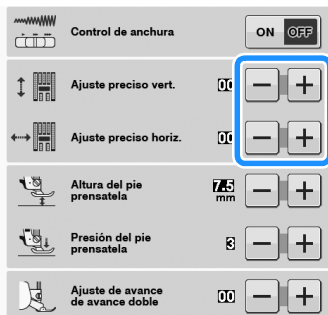 Control de anchura ON OFF
Ajuste preciso vert. 00 − +
Ajuste preciso horiz. 00 − +
Altura del pie
prensatela
7.5
mm − +
Presión del pie
prensatela
3 − +
Ajuste de avance
de avance doble
00 − +